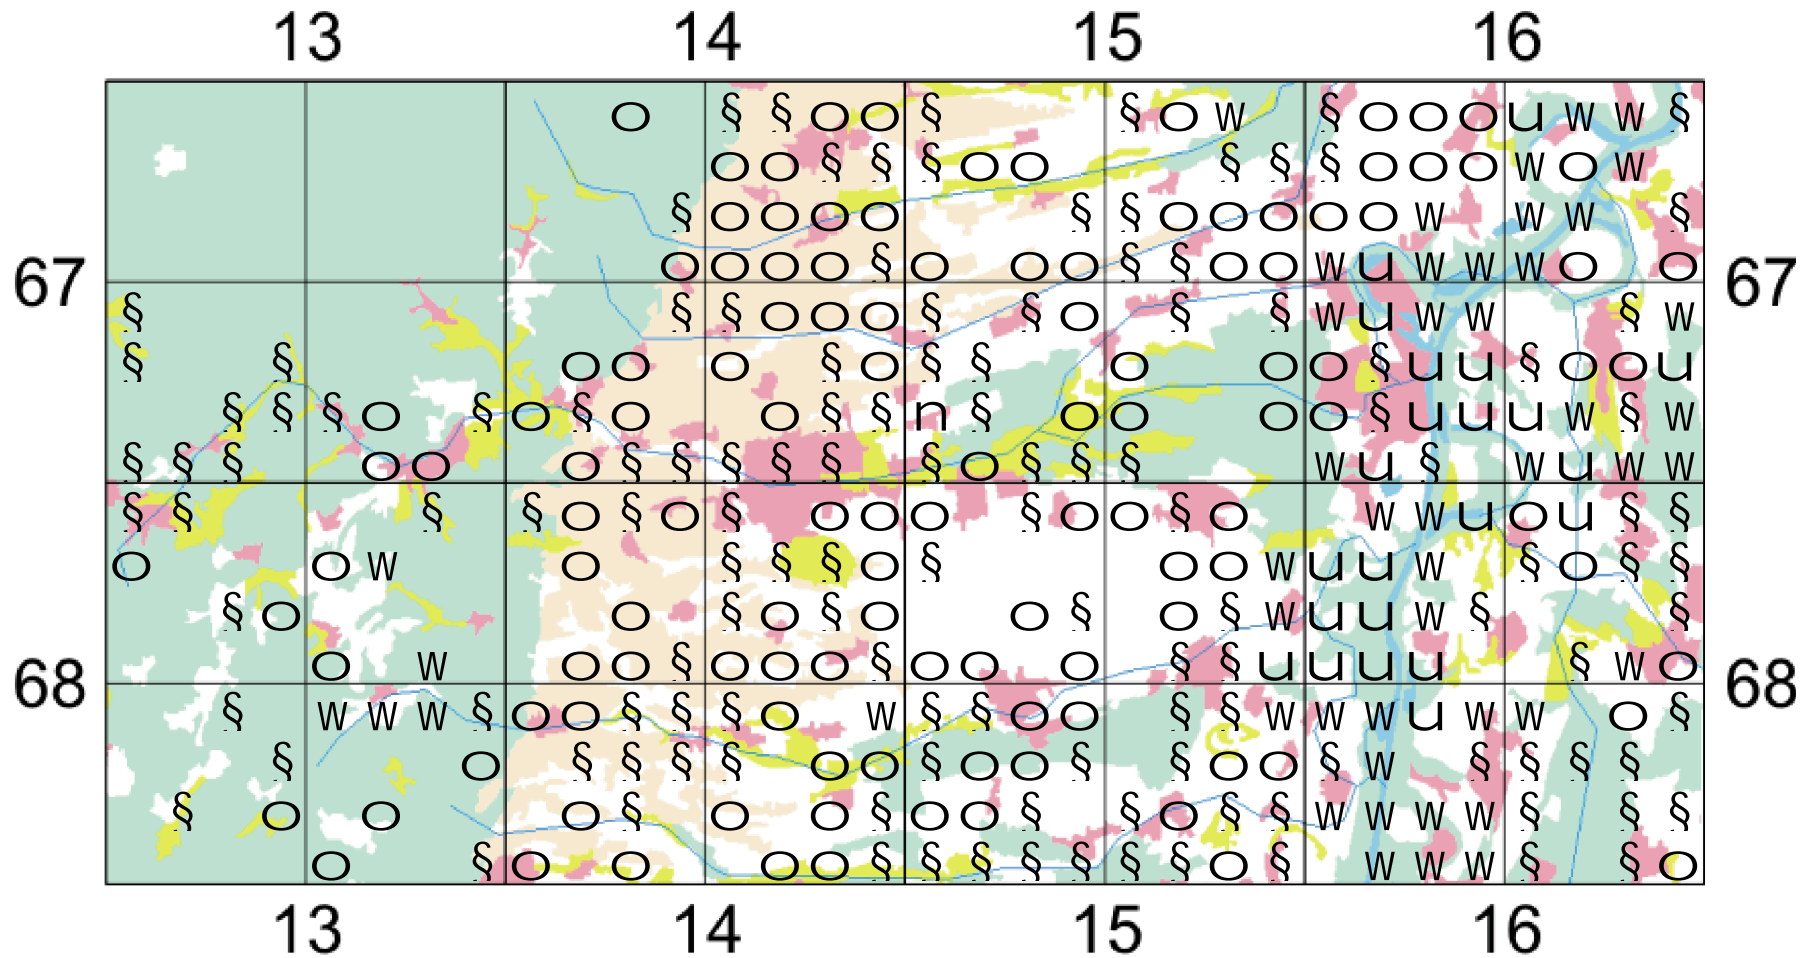 13 14 15 16
o § § o o § § o w § o o o u w w §
o o § § § o o § § § o o o w o w
§ o o o o § § o o o o o w w w §
o o o o § o o o § § o o w u w w w o o
67 67
§ § § o o o § o § § w u w w § w
§ § o o o § o § § o o o § u u § o o u
§ § § o § o § o o § § n § o o o o § u u u w § w
§ § § o o o § § § § § § o § § § w u § w u w w
§ § § § o § o § o o o § o o § o w w u o u § §
o o w o § § § o § o o w u u w § o § §
§ o o § o § o o § o § w u u w § §
o w o o § o o o § o o o § § u u u u § w o
68 68
§ w w w § o o § § § o w § § o o § § w w w u w w o §
§ o § § § § o o § o o § § o o § w § § § §
§ o o o § o o § o o § § o § § w w w w § § §
o § o o o o § § § § § § § o § w w w § § o
13 14 15 16